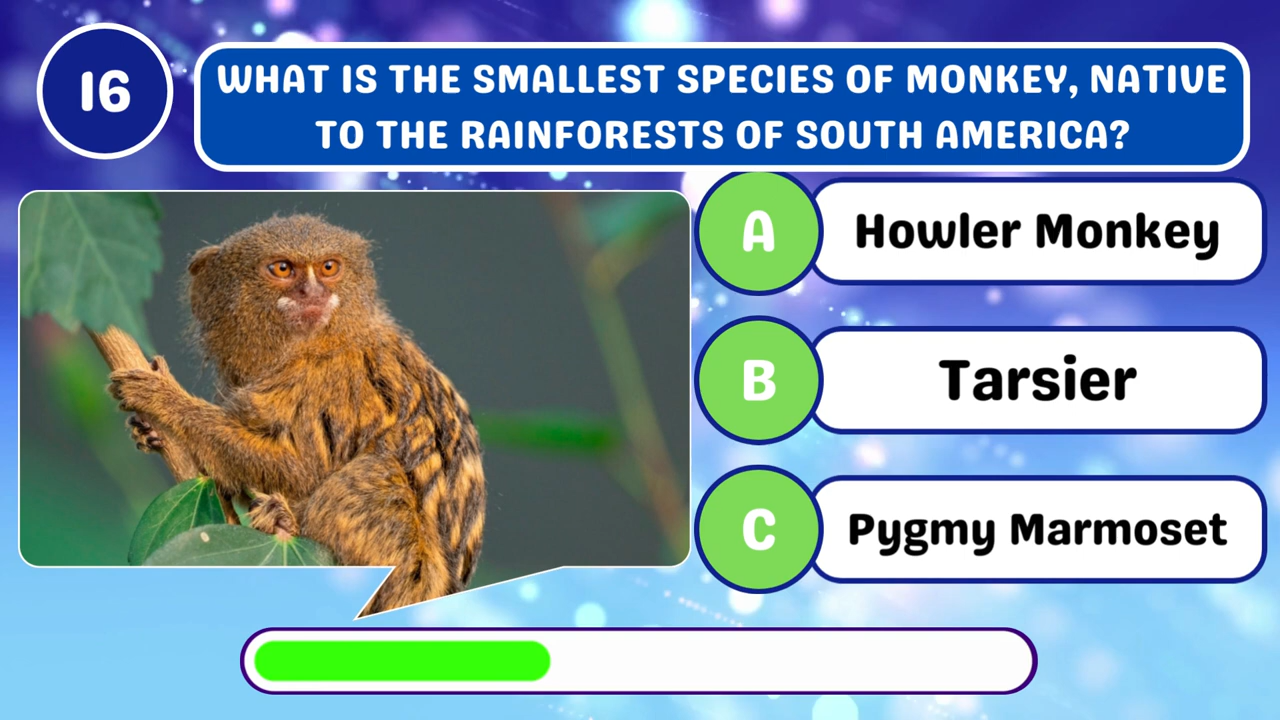 16
WHAT IS THE SMALLEST SPECIES OF MONKEY, NATIVE
TO THE RAINFORESTS OF SOUTH AMERICA?
A
Howler Monkey
B
Tarsier
C
Pygmy Marmoset